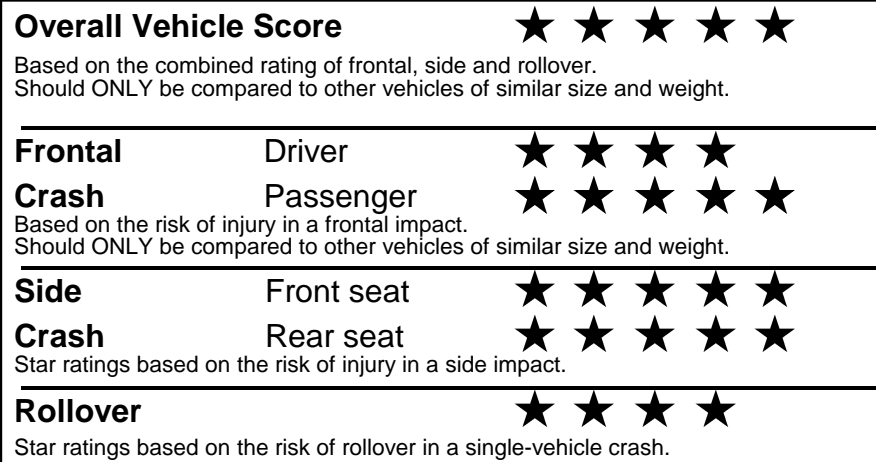 Overall Vehicle Score ★ ★ ★ ★ ★
Based on the combined rating of frontal, side and rollover.
Should ONLY be compared to other vehicles of similar size and weight.
Frontal Driver ★ ★ ★ ★
Crash Passenger ★ ★ ★ ★ ★
Based on the risk of injury in a frontal impact.
Should ONLY be compared to other vehicles of similar size and weight.
Side Front seat ★ ★ ★ ★ ★
Crash Rear seat ★ ★ ★ ★ ★
Star ratings based on the risk of injury in a side impact.
Rollover ★ ★ ★ ★
Star ratings based on the risk of rollover in a single-vehicle crash.